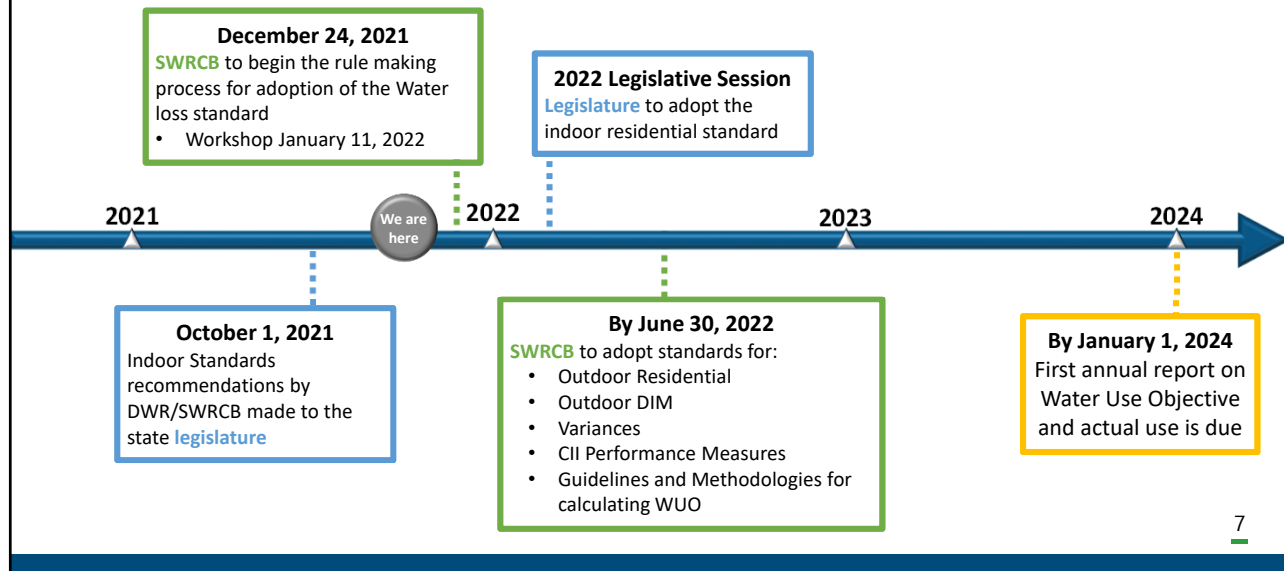 December 24, 2021
SWRCB to begin the rule making
process for adoption of the Water
loss standard
• Workshop January 11, 2022
2022 Legislative Session
Legislature to adopt the
indoor residential standard
2021
We are
here
2022
2023
2024
October 1, 2021
Indoor Standards
recommendations by
DWR/SWRCB made to the
state legislature
By June 30, 2022
SWRCB to adopt standards for:
• Outdoor Residential
• Outdoor DIM
• Variances
• CII Performance Measures
• Guidelines and Methodologies for
calculating WUO
By January 1, 2024
First annual report on
Water Use Objective
and actual use is due
7